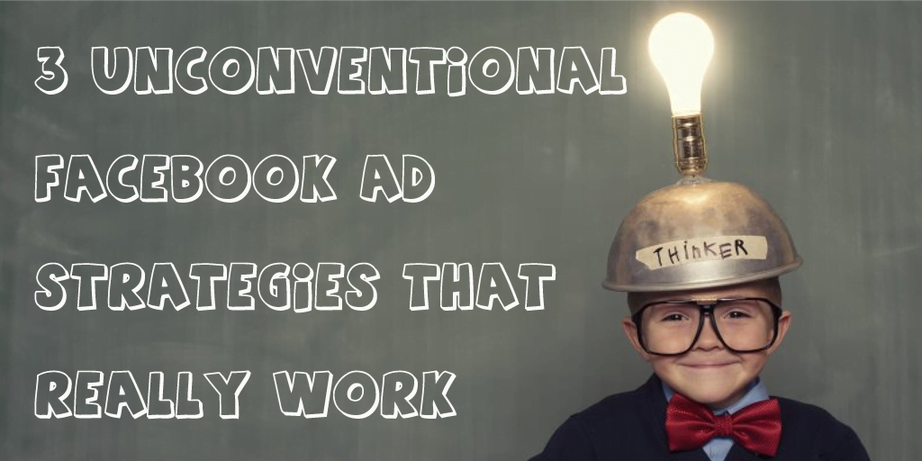 3 UNCONVENTiONAL
FACEBOOK AD
STRATEGiES THAT
REALLY WORK
THiNKER